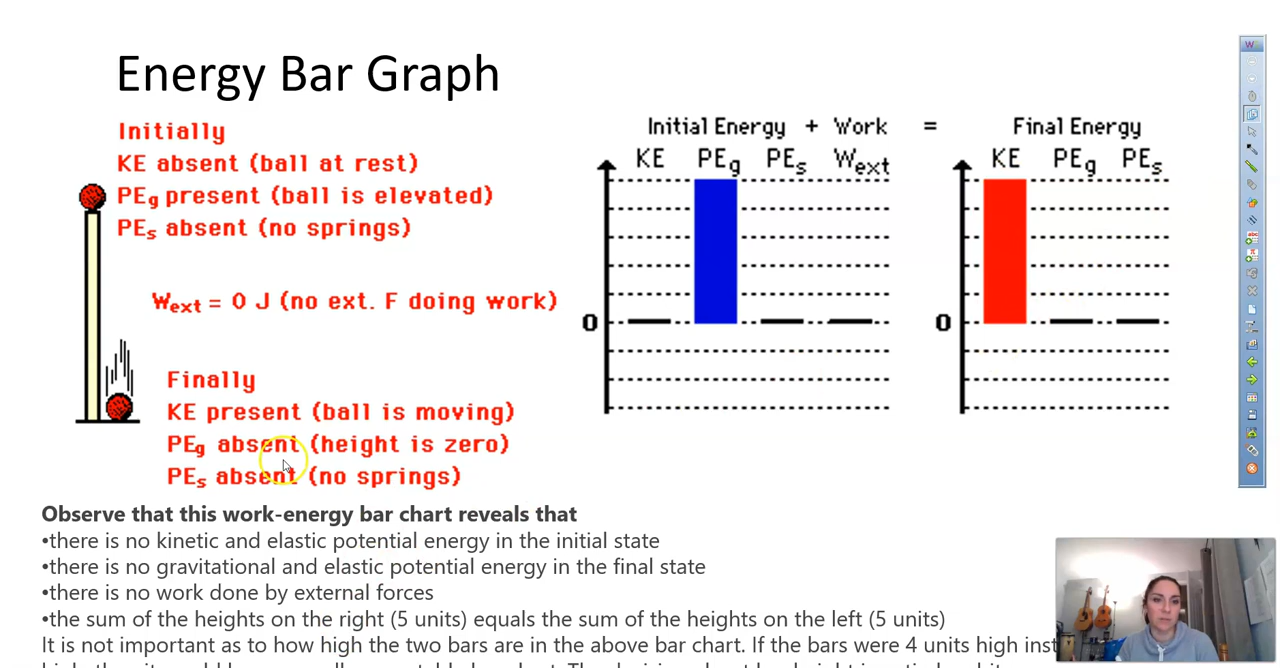 Energy Bar Graph
Initially
KE absent (ball at rest)
PEg present (ball is elevated)
PEs absent (no springs)
Wext = 0 J (no ext. F doing work)
Finally
KE present (ball is moving)
PEg absent (height is zero)
PEs absent (no springs)
Initial Energy + Work = Final Energy
KE PEg PEs Wext KE PEg PEs
0 0
Observe that this work-energy bar chart reveals that
•there is no kinetic and elastic potential energy in the initial state
•there is no gravitational and elastic potential energy in the final state
•there is no work done by external forces
•the sum of the heights on the right (5 units) equals the sum of the heights on the left (5 units)
It is not important as to how high the two bars are in the above bar chart. If the bars were 4 units high